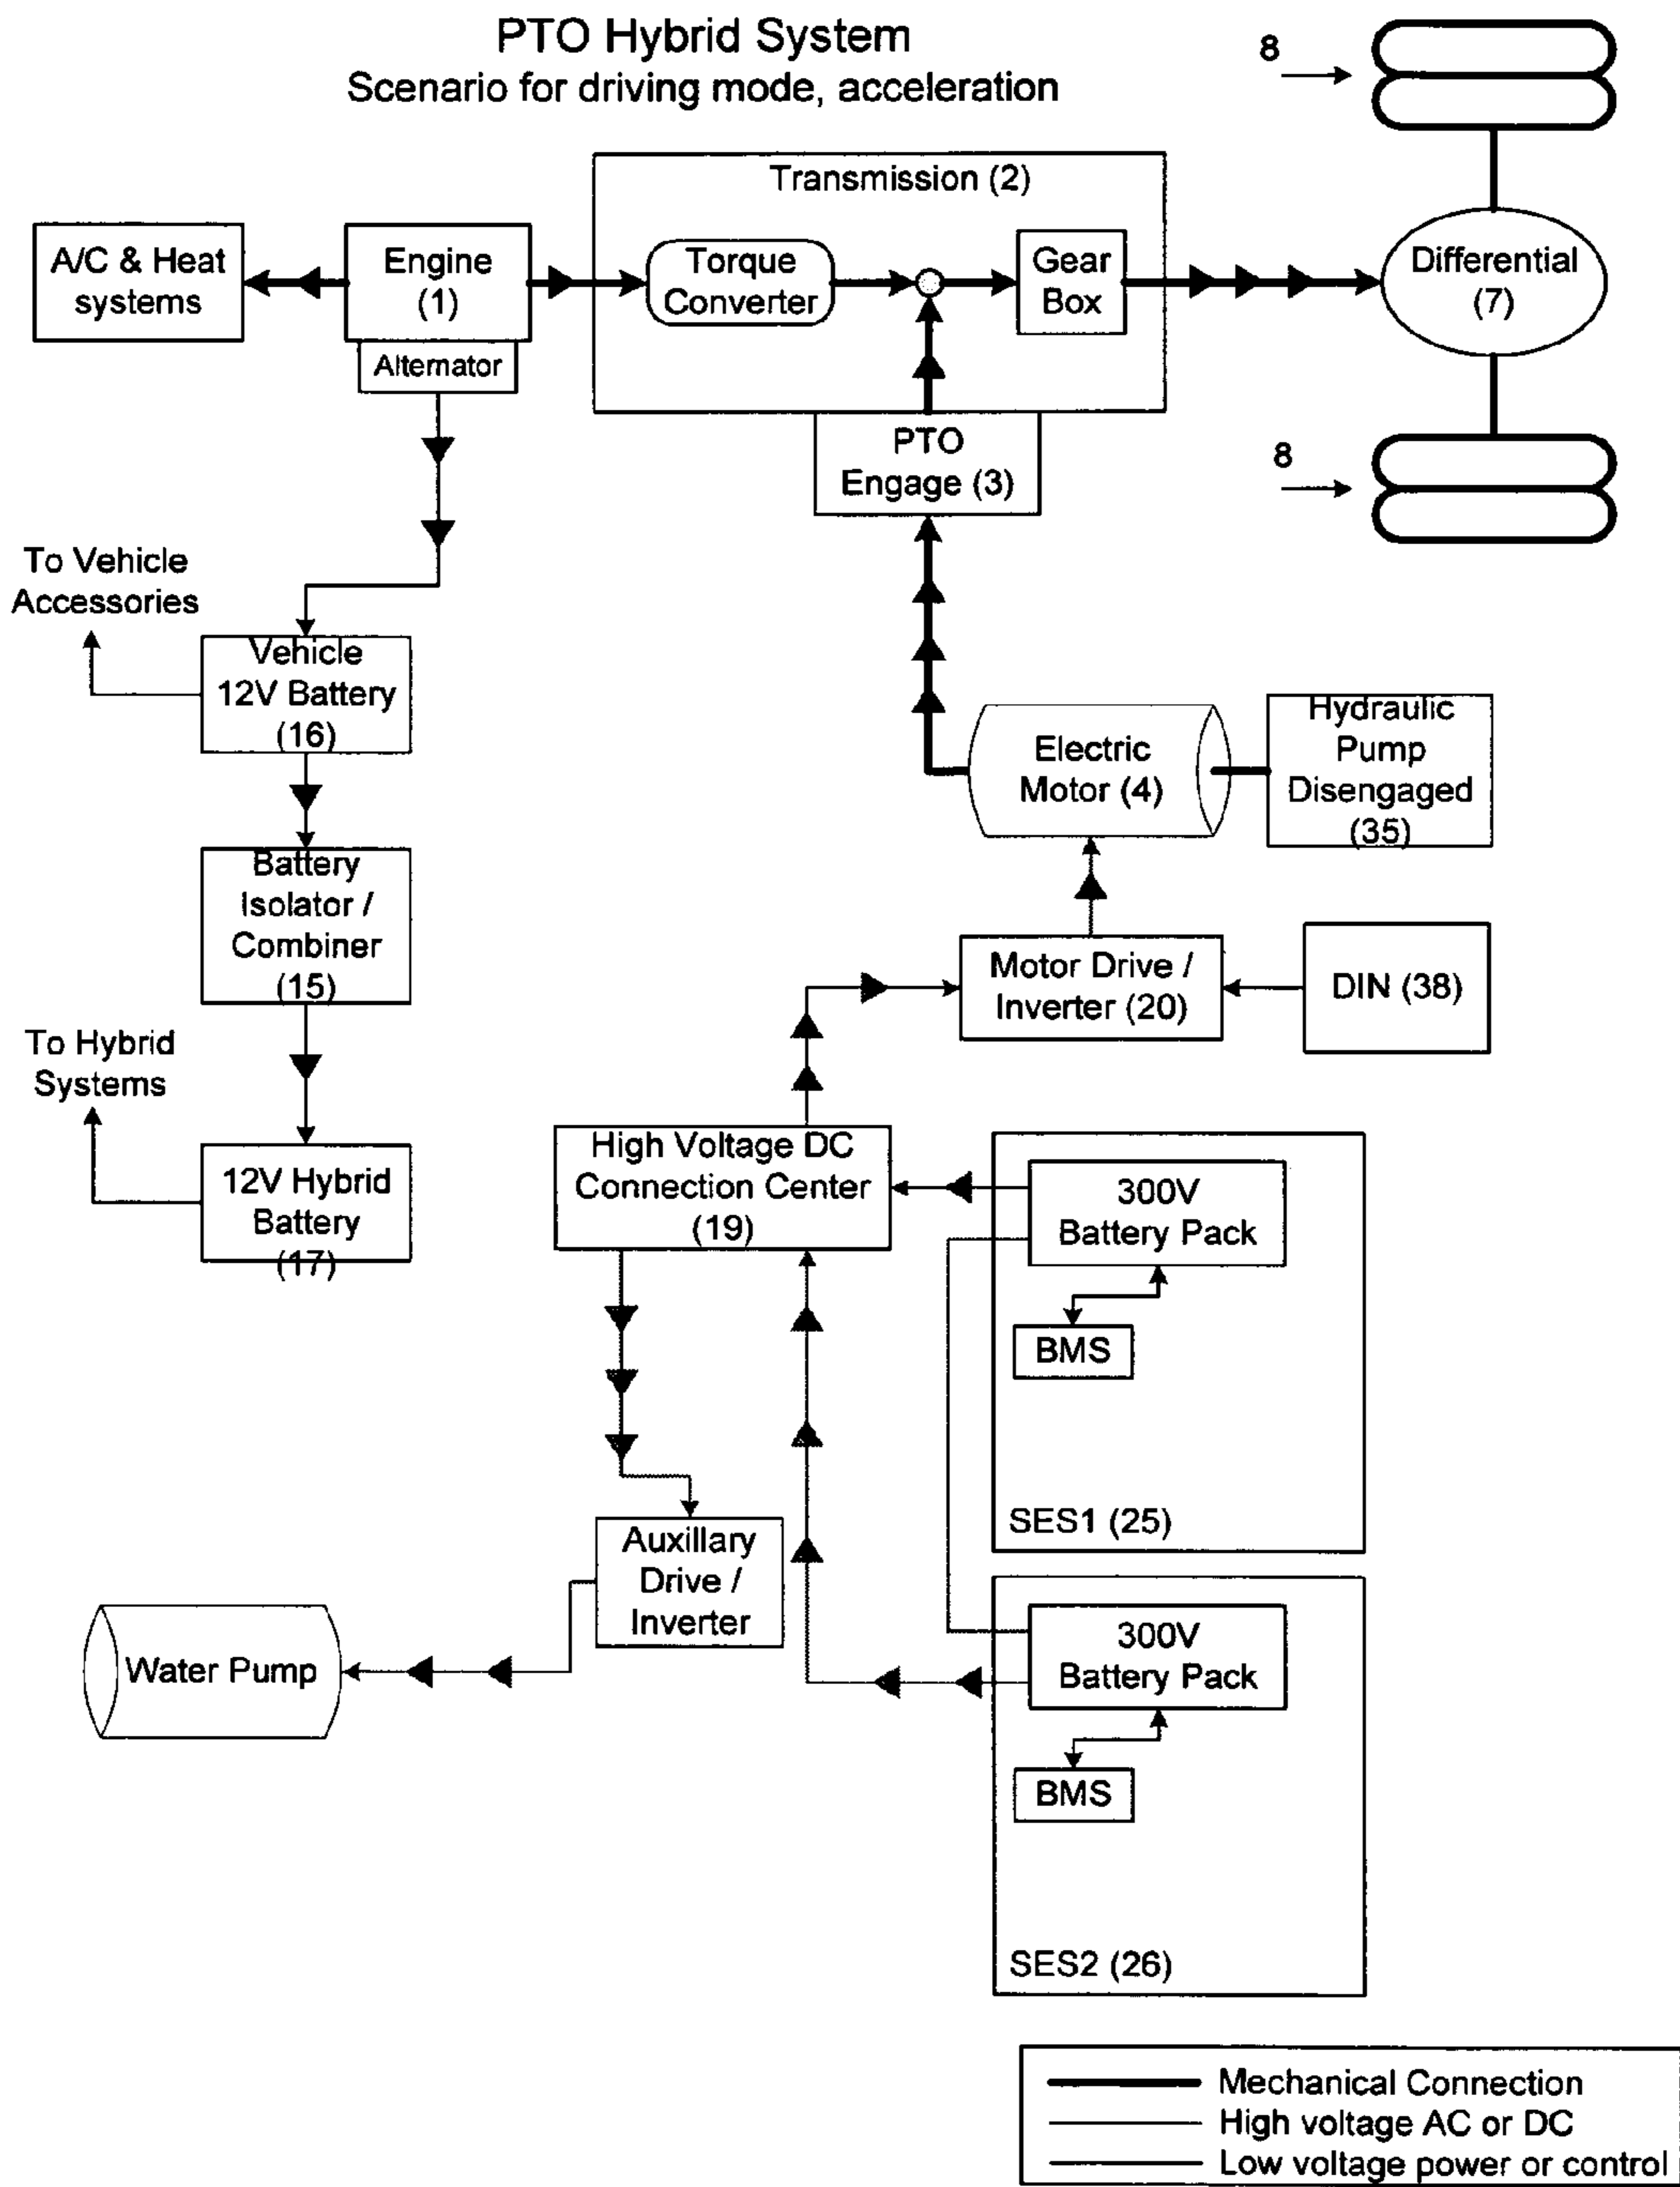 PTO Hybrid System
Scenario for driving mode, acceleration
8
Transmission (2)
A/C & Heat
systems
Engine
(1)
Alternator
Torque
Converter
Gear
Box
Differential
(7)
PTO
Engage (3)
8
To Vehicle
Accessories
Vehicle
12V Battery
(16)
Electric
Motor (4)
Hydraulic
Pump
Disengaged
(35)
Battery
Isolator /
Combiner
(15)
Motor Drive /
Inverter (20)
DIN (38)
To Hybrid
Systems
12V Hybrid
Battery
(17)
High Voltage DC
Connection Center
(19)
300V
Battery Pack
BMS
SES1 (25)
Auxillary
Drive /
Inverter
Water Pump
300V
Battery Pack
BMS
SES2 (26)
Mechanical Connection
High voltage AC or DC
Low voltage power or control